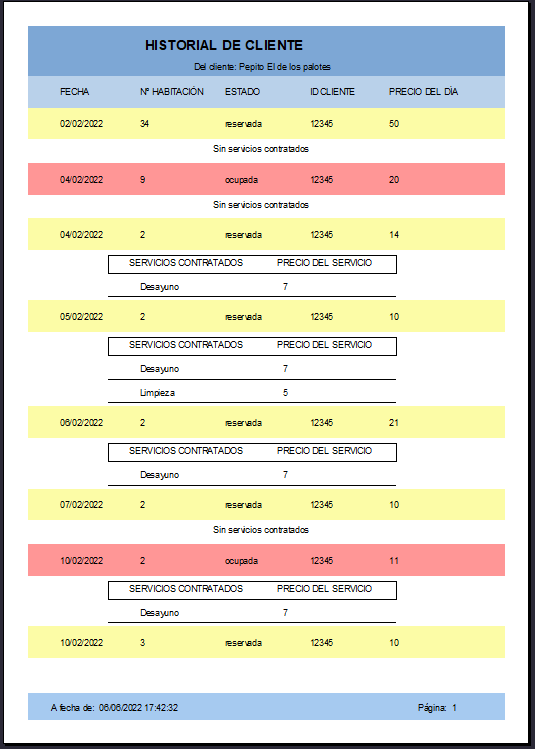 HISTORIAL DE CLIENTE
Del cliente: Pepito El de los palotes
FECHA Nº HABITACIÓN ESTADO ID CLIENTE PRECIO DEL DÍA
02/02/2022 34 reservada 12345 50
Sin servicios contratados
04/02/2022 9 ocupada 12345 20
Sin servicios contratados
04/02/2022 2 reservada 12345 14
SERVICIOS CONTRATADOS PRECIO DEL SERVICIO
Desayuno 7
05/02/2022 2 reservada 12345 10
SERVICIOS CONTRATADOS PRECIO DEL SERVICIO
Desayuno 7
Limpieza 5
06/02/2022 2 reservada 12345 21
SERVICIOS CONTRATADOS PRECIO DEL SERVICIO
Desayuno 7
07/02/2022 2 reservada 12345 10
Sin servicios contratados
10/02/2022 2 ocupada 12345 11
SERVICIOS CONTRATADOS PRECIO DEL SERVICIO
Desayuno 7
10/02/2022 3 reservada 12345 10
A fecha de: 06/06/2022 17:42:32 Página: 1